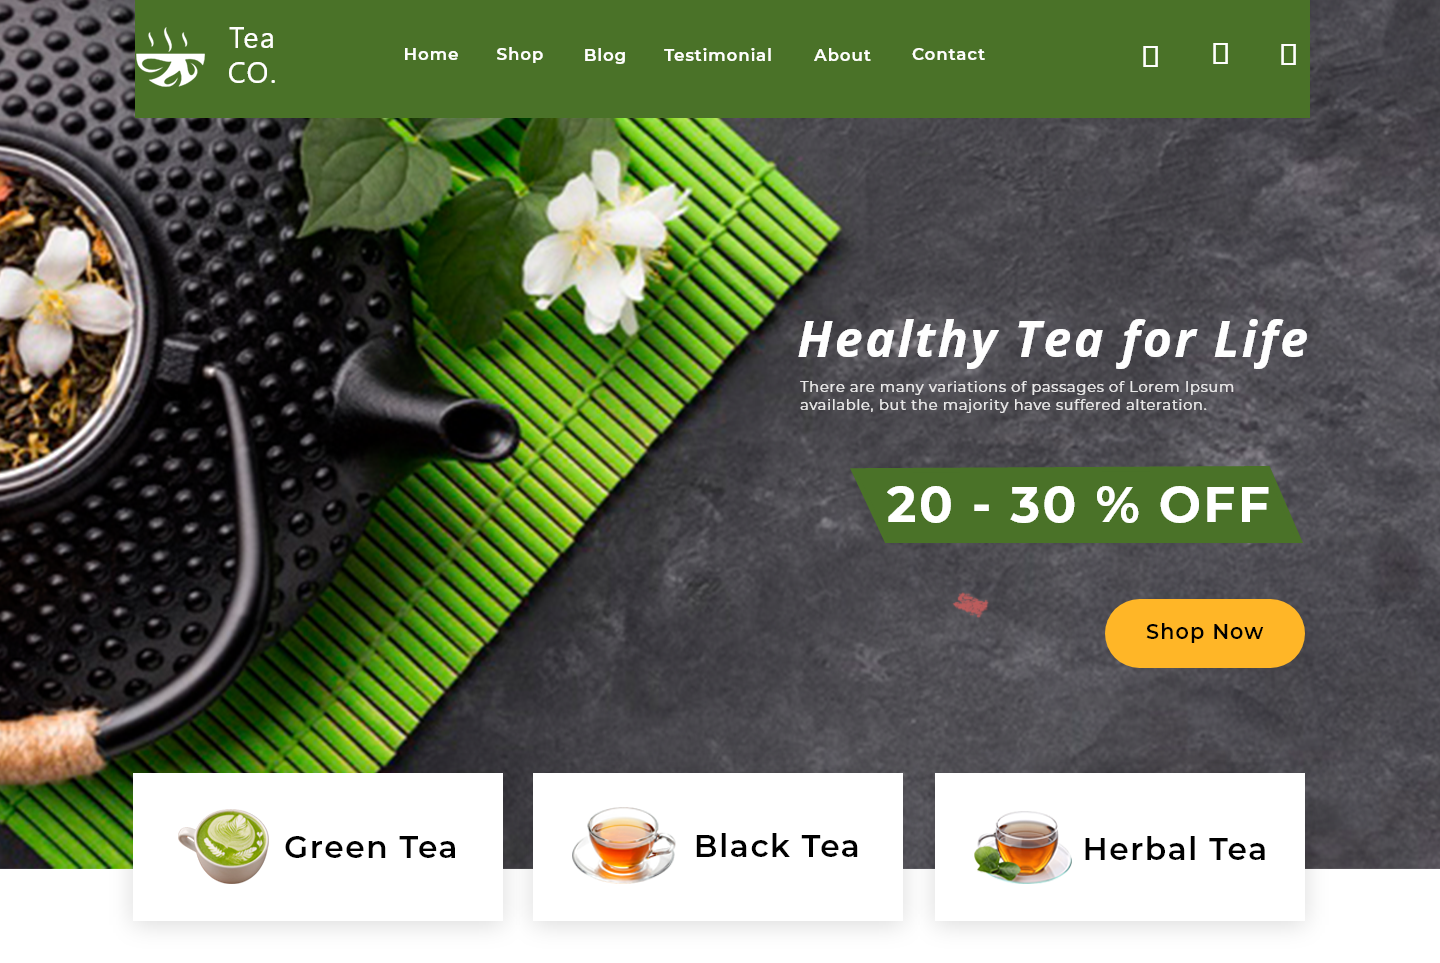 Tea
CO.
Home Shop Blog Testimonial About Contact
Healthy Tea for Life
There are many variations of passages of Lorem Ipsum
available, but the majority have suffered alteration.
20 - 30 % OFF
Shop Now
Green Tea
Black Tea
Herbal Tea